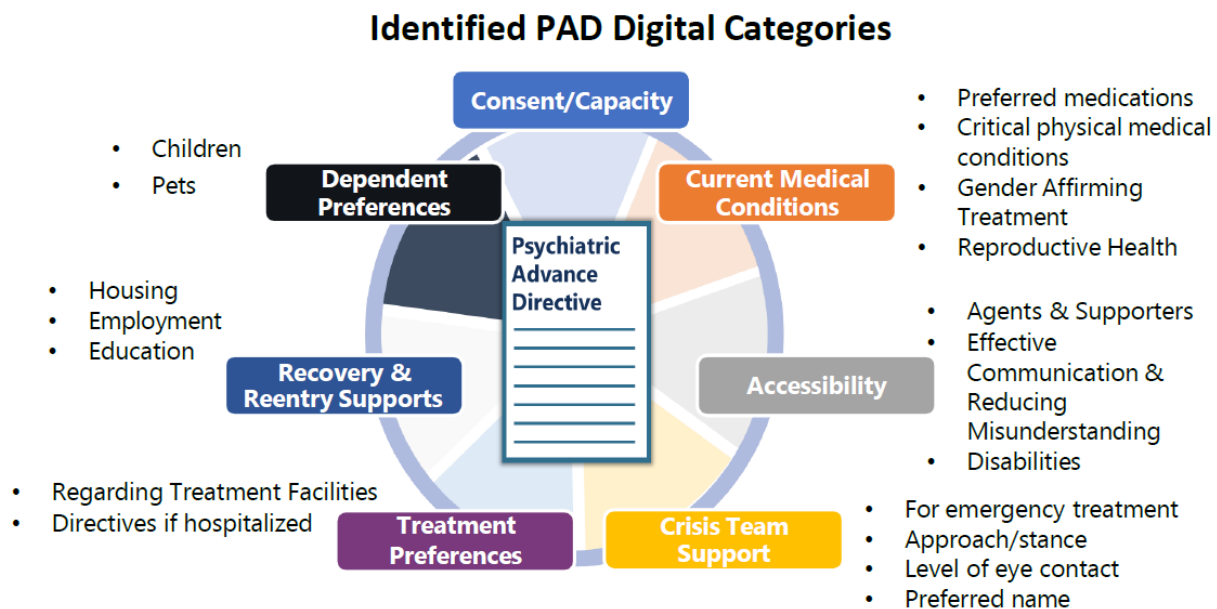 Identified PAD Digital Categories
Consent/Capacity
• Preferred medications
• Critical physical medical
conditions
• Gender Affirming
Treatment
• Reproductive Health
Current Medical
Conditions
• Agents & Supporters
• Effective
Communication &
Reducing
Misunderstanding
• Disabilities
Accessibility
• For emergency treatment
• Approach/stance
• Level of eye contact
• Preferred name
Crisis Team
Support
Treatment
Preferences
• Regarding Treatment Facilities
• Directives if hospitalized
Recovery &
Reentry Supports
• Housing
• Employment
• Education
Dependent
Preferences
• Children
• Pets
Psychiatric
Advance
Directive